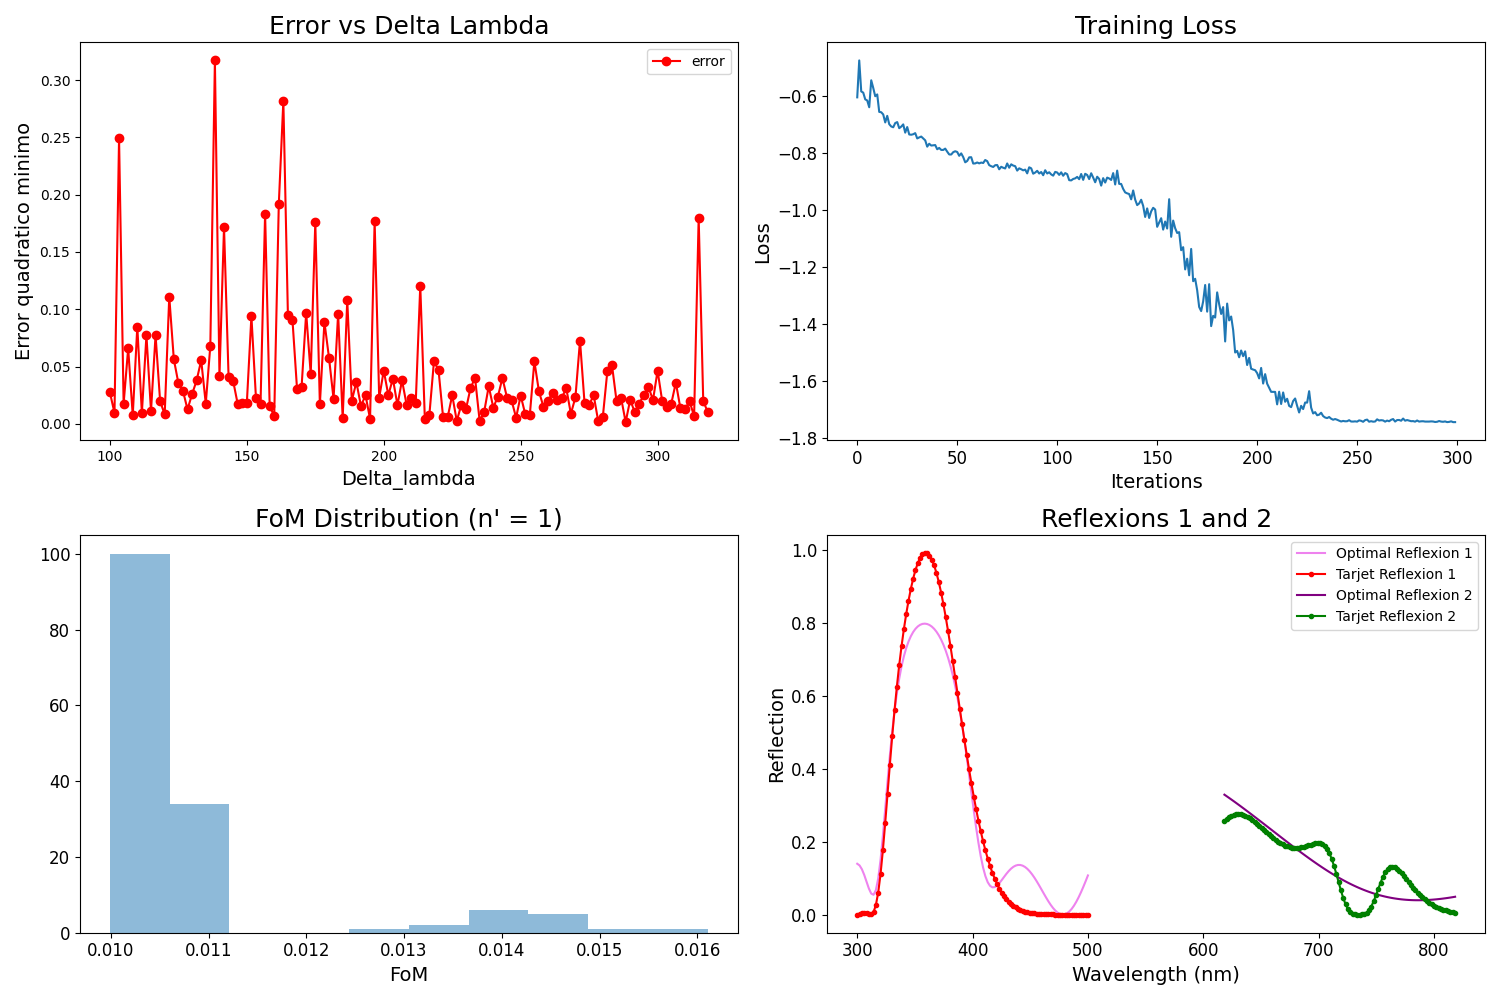 Error vs Delta Lambda
error
Error quadratico minimo
0.30
0.25
0.20
0.15
0.10
0.05
0.00
100 150 200 250 300
Delta_lambda
Training Loss
Loss
−0.6
−0.8
−1.0
−1.2
−1.4
−1.6
−1.8
0 50 100 150 200 250 300
Iterations
FoM Distribution (n' = 1)
100
80
60
40
20
0
0.010 0.011 0.012 0.013 0.014 0.015 0.016
FoM
Reflexions 1 and 2
Optimal Reflexion 1
Tarjet Reflexion 1
Optimal Reflexion 2
Tarjet Reflexion 2
Reflection
1.0
0.8
0.6
0.4
0.2
0.0
300 400 500 600 700 800
Wavelength (nm)